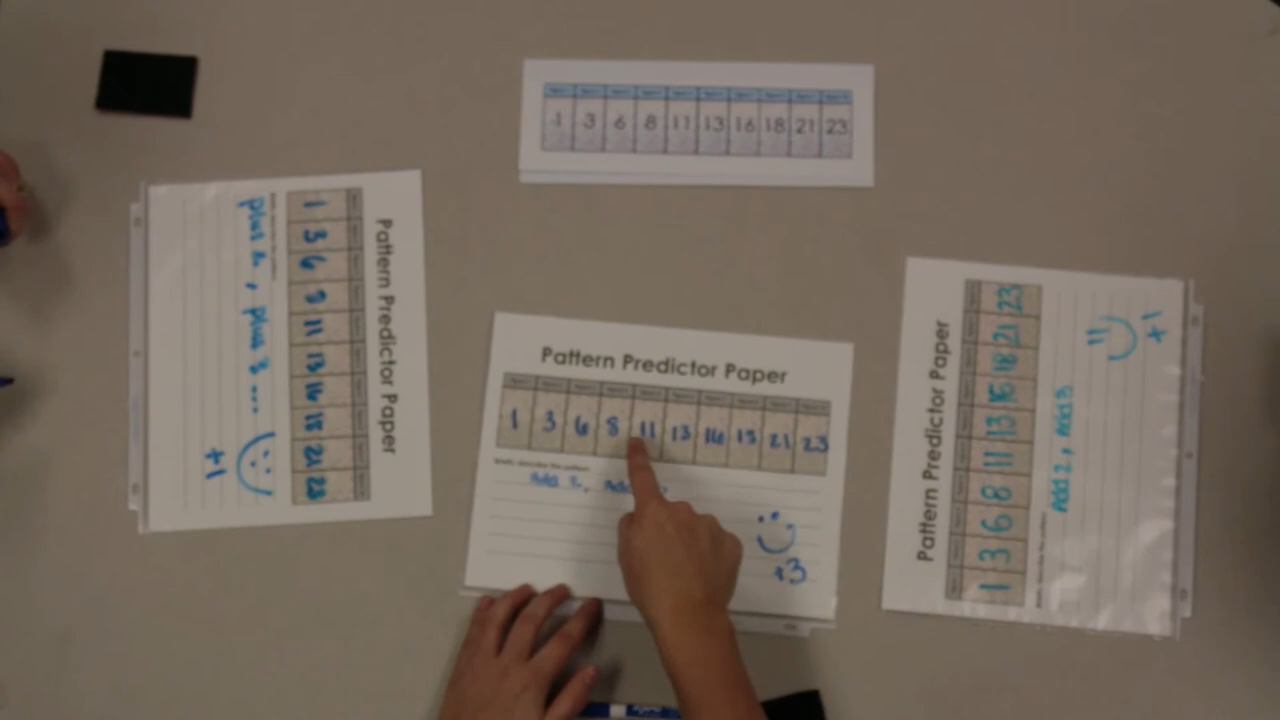 1 3 6 8 11 13 16 18 21 23
Pattern Predictor Paper
1 3 6 8 11 13 16 18 21 23
plus 2, plus 3 ....
+1
Pattern Predictor Paper
1 3 6 8 11 13 16 18 21 23
Add 2, Add
+3
Pattern Predictor Paper
1 3 6 8 11 13 16 18 21 23
Add 2, Add 3
+1